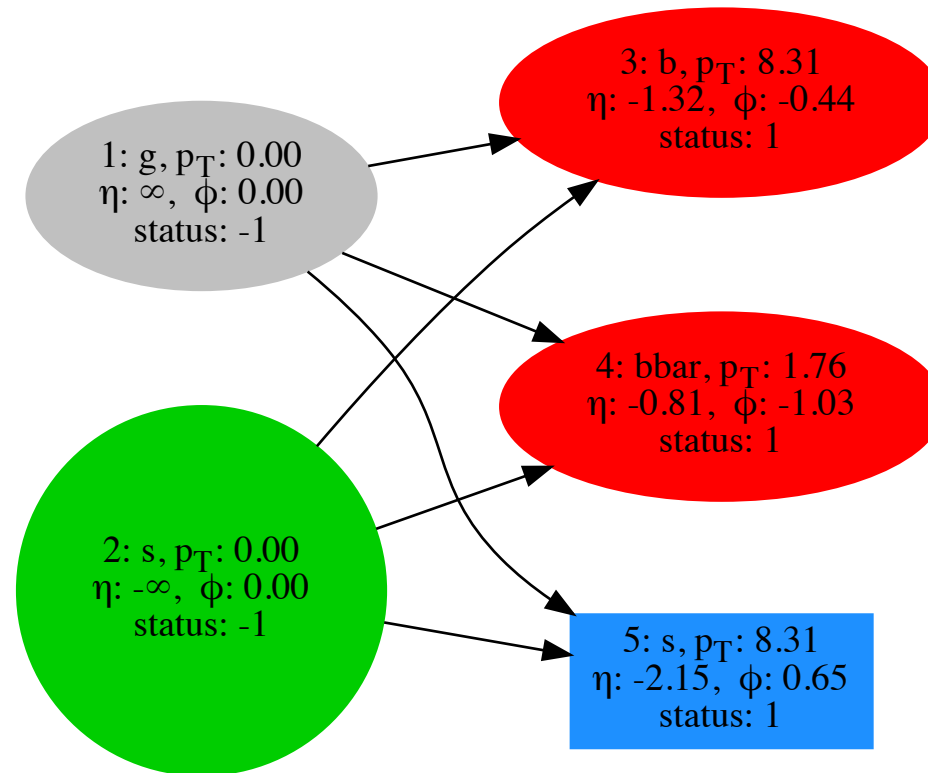 1: g, pT: 0.00
η: ∞, ϕ: 0.00
status: -1
2: s, pT: 0.00
η: -∞, ϕ: 0.00
status: -1
3: b, pT: 8.31
η: -1.32, ϕ: -0.44
status: 1
4: bbar, pT: 1.76
η: -0.81, ϕ: -1.03
status: 1
5: s, pT: 8.31
η: -2.15, ϕ: 0.65
status: 1